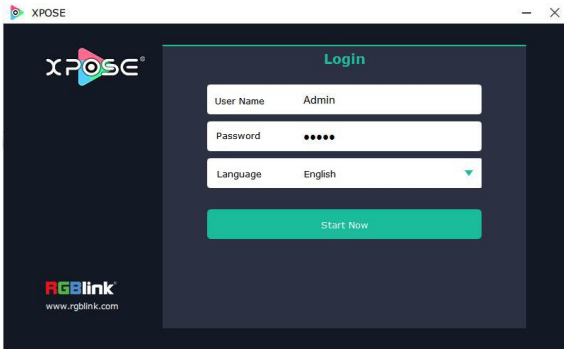 XPOSE
XPOSE®
Login
User Name Admin
Password •••••
Language English
Start Now
RGBlink®
www.rgblink.com